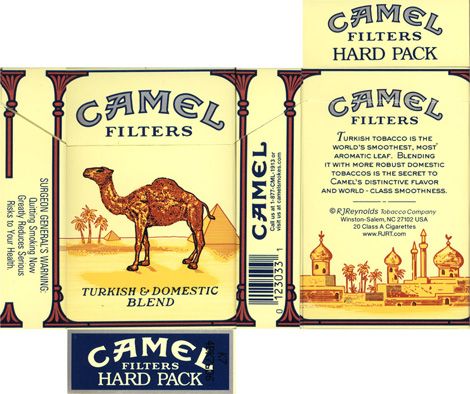 CAMEL
FILTERS
HARD PACK
CAMEL
FILTERS
TURKISH & DOMESTIC
BLEND
SURGEON GENERAL'S WARNING:
Quitting Smoking Now
Greatly Reduces Serious
Risks to Your Health.
CAMEL
Call us at 1-877-CML-1913 or
visit us at camelsmokes.com
0 123033 1
CAMEL
FILTERS
TURKISH TOBACCO IS THE
WORLD'S SMOOTHEST, MOST
AROMATIC LEAF. BLENDING
IT WITH MORE ROBUST DOMESTIC
TOBACCOS IS THE SECRET TO
CAMEL'S DISTINCTIVE FLAVOR
AND WORLD - CLASS SMOOTHNESS.
© RJReynolds Tobacco Company
Winston-Salem, NC 27102 USA
20 Class A Cigarettes
www.RJRT.com
CAMEL
FILTERS
HARD PACK